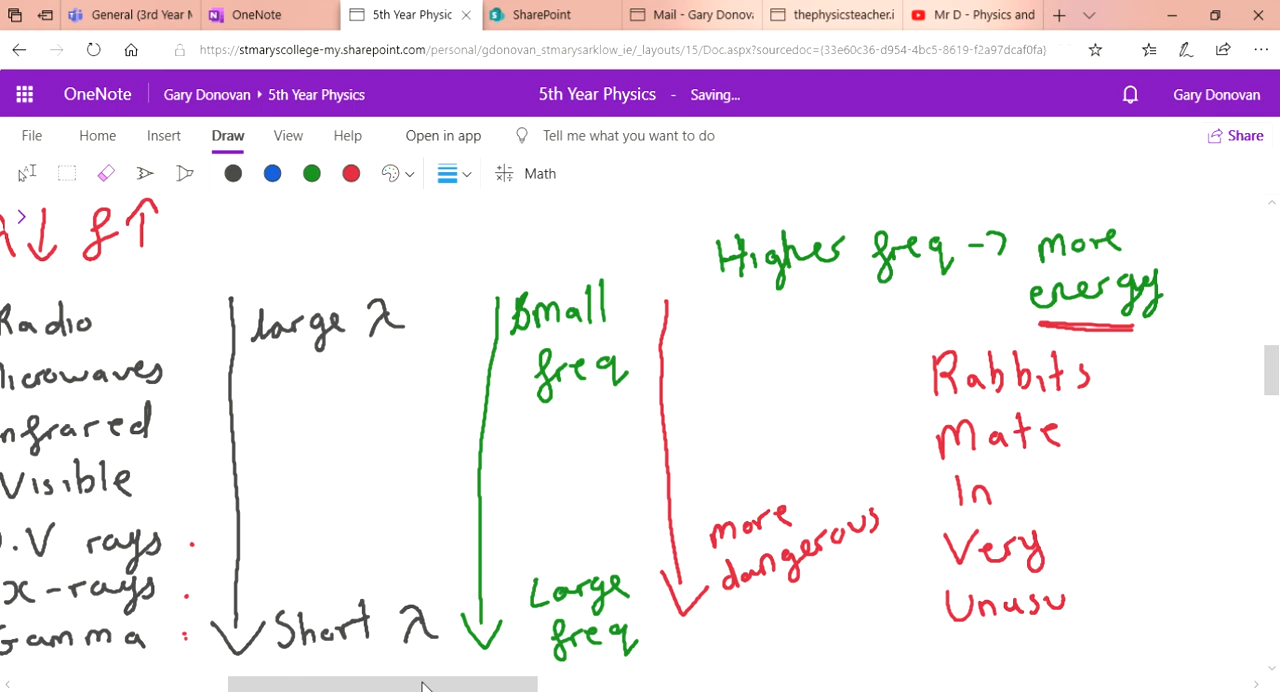 General (3rd Year M
OneNote
5th Year Physic
SharePoint
Mail - Gary Donova
thephysicsteacher.i
Mr D - Physics and
https://stmaryscollege-my.sharepoint.com/personal/gdonovan_stmarysarklow_ie/_layouts/15/Doc.aspx?sourcedoc={33e60c36-d954-4bc5-8619-f2a97dcaf0fa}
OneNote Gary Donovan 5th Year Physics 5th Year Physics - Saving... Gary Donovan
File Home Insert Draw View Help Open in app Tell me what you want to do Share
Math
λ ↓ f ↑
Higher freq → more
energy
Radio
Microwaves
Infrared
Visible
U.V rays
x-rays
Gamma
large λ
Short λ
Small
freq
Large
freq
more
dangerous
Rabbits
Mate
In
Very
Unusu